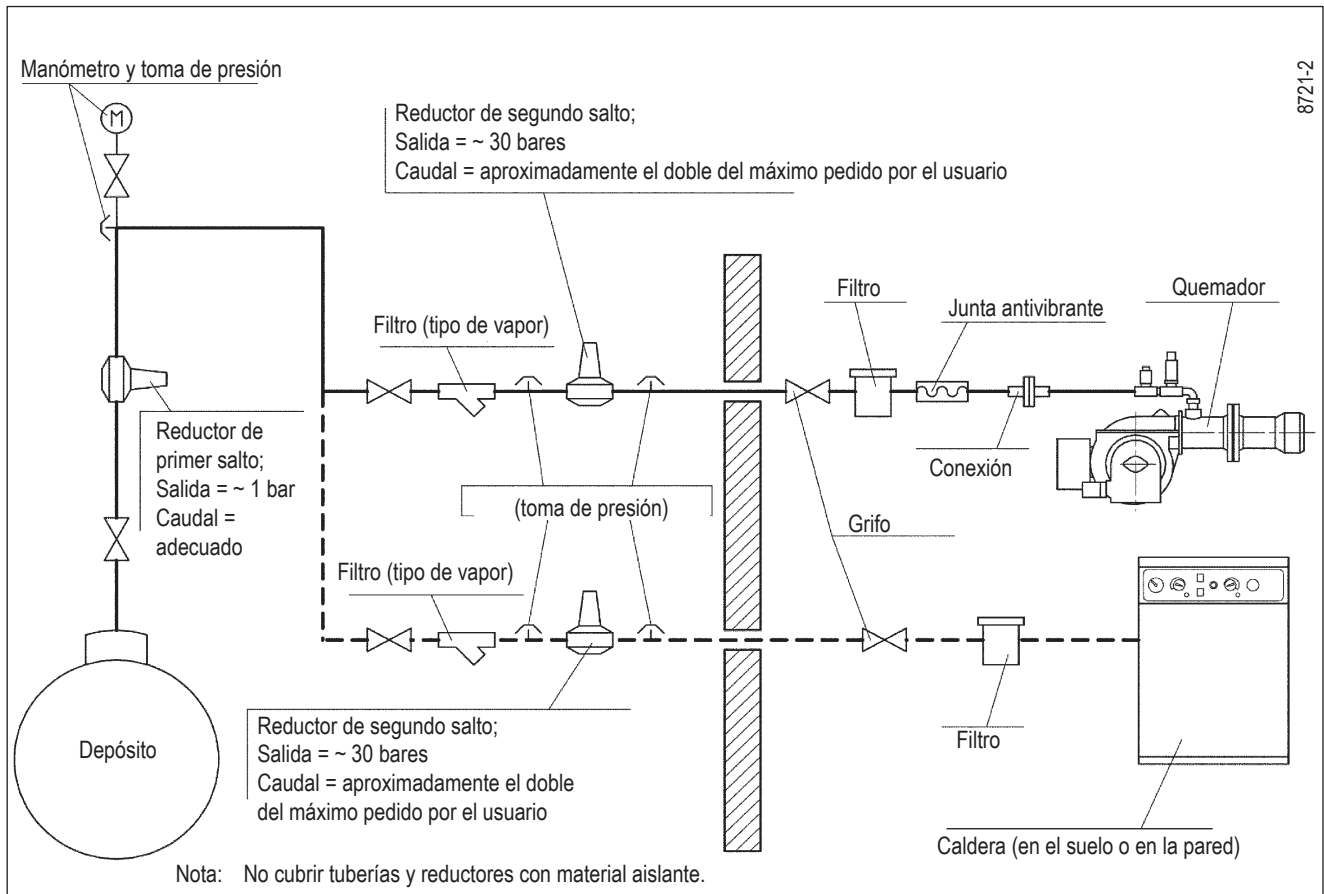 8721-2
Manómetro y toma de presión
M
Reductor de segundo salto;
Salida = ~ 30 bares
Caudal = aproximadamente el doble del máximo pedido por el usuario
Filtro
Quemador
Junta antivibrante
Filtro (tipo de vapor)
Reductor de
primer salto;
Salida = ~ 1 bar
Caudal =
adecuado
Conexión
(toma de presión)
Grifo
Filtro (tipo de vapor)
Reductor de segundo salto;
Salida = ~ 30 bares
Caudal = aproximadamente el doble
del máximo pedido por el usuario
Depósito
Filtro
Caldera (en el suelo o en la pared)
Nota: No cubrir tuberías y reductores con material aislante.